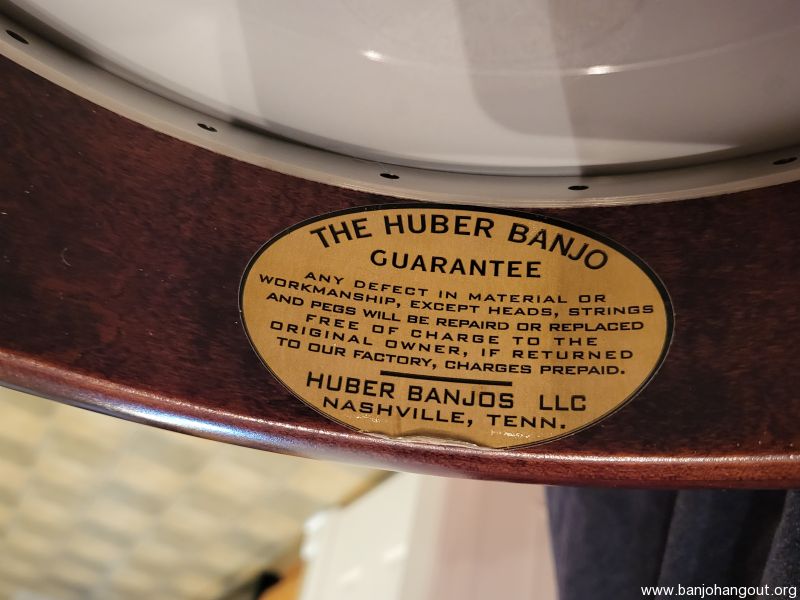 THE HUBER BANJO
GUARANTEE
ANY DEFECT IN MATERIAL OR
WORKMANSHIP, EXCEPT HEADS, STRINGS
AND PEGS WILL BE REPAIRD OR REPLACED
FREE OF CHARGE TO THE
ORIGINAL OWNER, IF RETURNED
TO OUR FACTORY, CHARGES PREPAID.
HUBER BANJOS LLC
NASHVILLE, TENN.
www.banjohangout.org